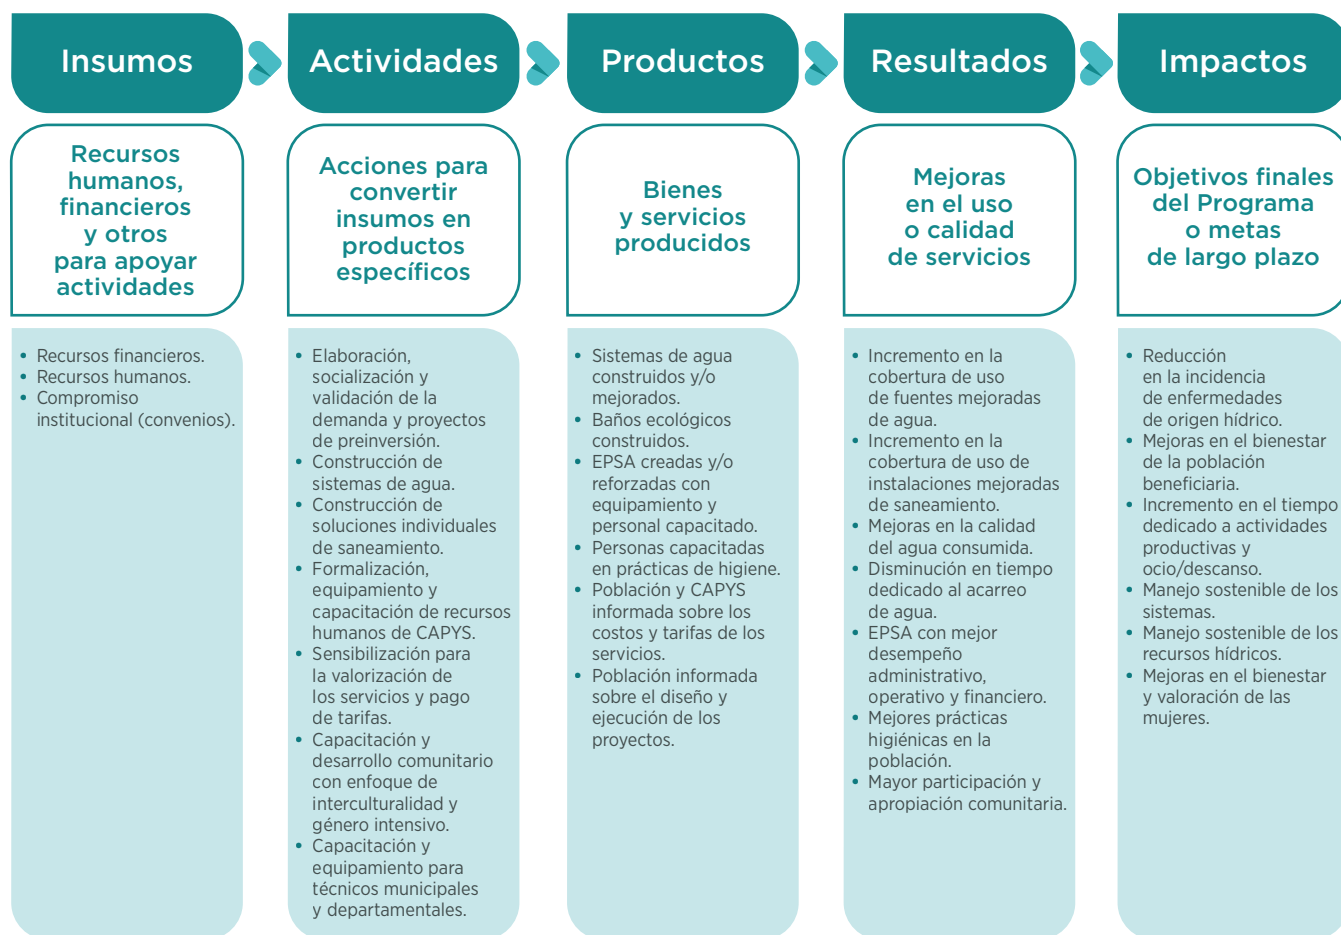 Insumos
Actividades
Productos
Resultados
Impactos
Recursos
humanos,
financieros
y otros
para apoyar
actividades
Acciones para
convertir
insumos en
productos
específicos
Bienes
y servicios
producidos
Mejoras
en el uso
o calidad
de servicios
Objetivos finales
del Programa
o metas
de largo plazo
• Recursos financieros.
• Recursos humanos.
• Compromiso
institucional (convenios).
• Elaboración,
socialización y
validación de la
demanda y proyectos
de preinversión.
• Construcción de
sistemas de agua.
• Construcción de
soluciones individuales
de saneamiento.
• Formalización,
equipamiento y
capacitación de recursos
humanos de CAPYS.
• Sensibilización para
la valorización de
los servicios y pago
de tarifas.
• Capacitación y
desarrollo comunitario
con enfoque de
interculturalidad y
género intensivo.
• Capacitación y
equipamiento para
técnicos municipales
y departamentales.
• Sistemas de agua
construidos y/o
mejorados.
• Baños ecológicos
construidos.
• EPSA creadas y/o
reforzadas con
equipamiento y
personal capacitado.
• Personas capacitadas
en prácticas de higiene.
• Población y CAPYS
informada sobre los
costos y tarifas de los
servicios.
• Población informada
sobre el diseño y
ejecución de los
proyectos.
• Incremento en la
cobertura de uso
de fuentes mejoradas
de agua.
• Incremento en la
cobertura de uso de
instalaciones mejoradas
de saneamiento.
• Mejoras en la calidad
del agua consumida.
• Disminución en tiempo
dedicado al acarreo
de agua.
• EPSA con mejor
desempeño
administrativo,
operativo y financiero.
• Mejores prácticas
higiénicas en la
población.
• Mayor participación y
apropiación comunitaria.
• Reducción
en la incidencia
de enfermedades
de origen hídrico.
• Mejoras en el bienestar
de la población
beneficiaria.
• Incremento en el tiempo
dedicado a actividades
productivas y
ocio/descanso.
• Manejo sostenible de los
sistemas.
• Manejo sostenible de los
recursos hídricos.
• Mejoras en el bienestar
y valoración de las
mujeres.